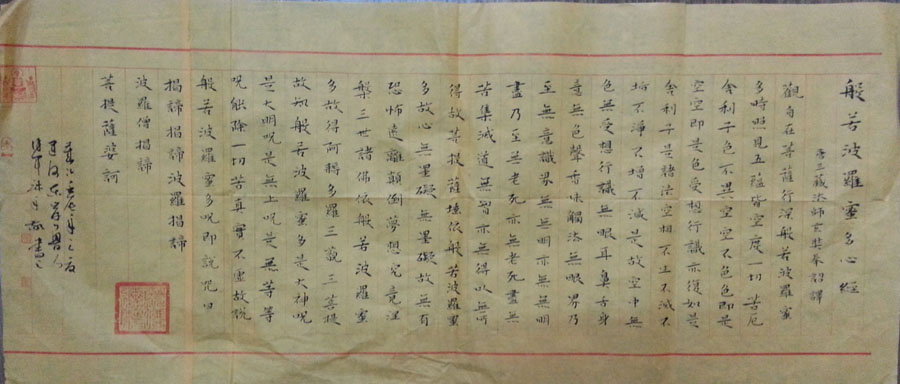 般若波羅蜜多心經
唐三藏法師玄奘奉詔譯
觀自在菩薩行深般若波羅蜜
多時照見五蘊皆空度一切苦厄
舍利子色不異空空不色色即是
空空即是色受想行識亦復如是
舍利子是諸法空相不生不滅不
垢不淨不增不減是故空中無
色無受想行識無眼耳鼻舌身
意無色聲香味觸法無眼界乃
至無意識界無無明亦無無明
盡乃至無老死亦無老死盡無
苦集滅道無智亦無得以無所
得故菩提薩埵依般若波羅蜜
多故心無罣礙無罣礙故無有
恐怖遠離顛倒夢想究竟涅
槃三世諸佛依般若波羅蜜
多故得阿耨多羅三藐三菩提
故知般若波羅蜜多是大神呪
是大明呪是無上呪是無等等
呪能除一切苦真實不虛故說
般若波羅蜜多呪即說咒曰
揭諦揭諦波羅揭諦
波羅僧揭諦
菩提薩婆訶